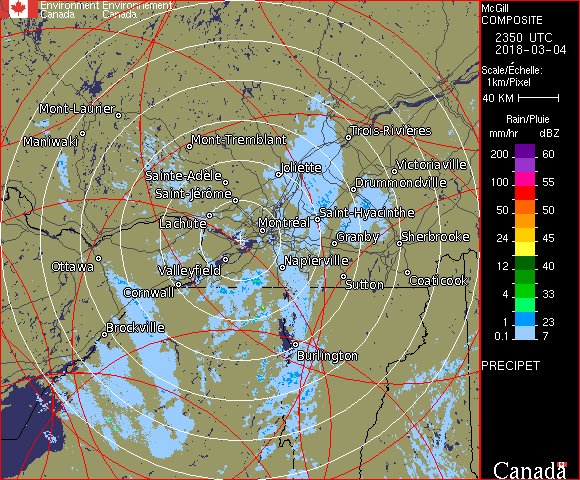 Environment Environnement
Canada Canada
McGill
COMPOSITE
2350 UTC
2018-03-04
Scale/Échelle:
1km/Pixel
40 KM
Rain/Pluie
mm/hr dBZ
200 60
100 55
50 50
24 45
12 40
4 33
1 23
0.1 7
PRECIPET
Canada
Mont-Laurier
Maniwaki
Mont-Tremblant
Trois-Rivières
Joliette
Victoriaville
Sainte-Adèle
Drummondville
Saint-Jérôme
Saint-Hyacinthe
Lachute
Montréal
Granby
Sherbrooke
Ottawa
Valleyfield
Napierville
Cornwall
Sutton
Coaticook
Brockville
Burlington